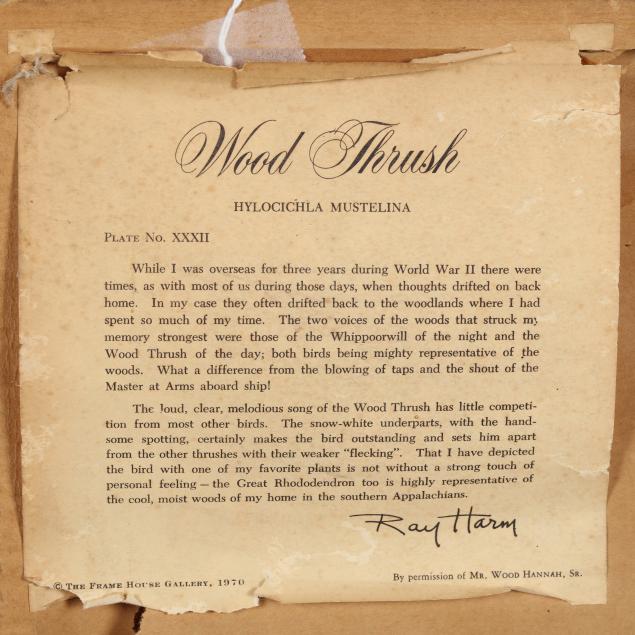 Wood Thrush
HYLOCICHLA MUSTELINA
PLATE NO. XXXII
While I was overseas for three years during World War II there were
times, as with most of us during those days, when thoughts drifted on back
home. In my case they often drifted back to the woodlands where I had
spent so much of my time. The two voices of the woods that struck my
memory strongest were those of the Whippoorwill of the night and the
Wood Thrush of the day; both birds being mighty representative of the
woods. What a difference from the blowing of taps and the shout of the
Master at Arms aboard ship!
The loud, clear, melodious song of the Wood Thrush has little competi-
tion from most other birds. The snow-white underparts, with the hand-
some spotting, certainly makes the bird outstanding and sets him apart
from the other thrushes with their weaker "flecking". That I have depicted
the bird with one of my favorite plants is not without a strong touch of
personal feeling — the Great Rhododendron too is highly representative of
the cool, moist woods of my home in the southern Appalachians.
Ray Harm
© THE FRAME HOUSE GALLERY, 1970
By permission of MR. WOOD HANNAH, SR.